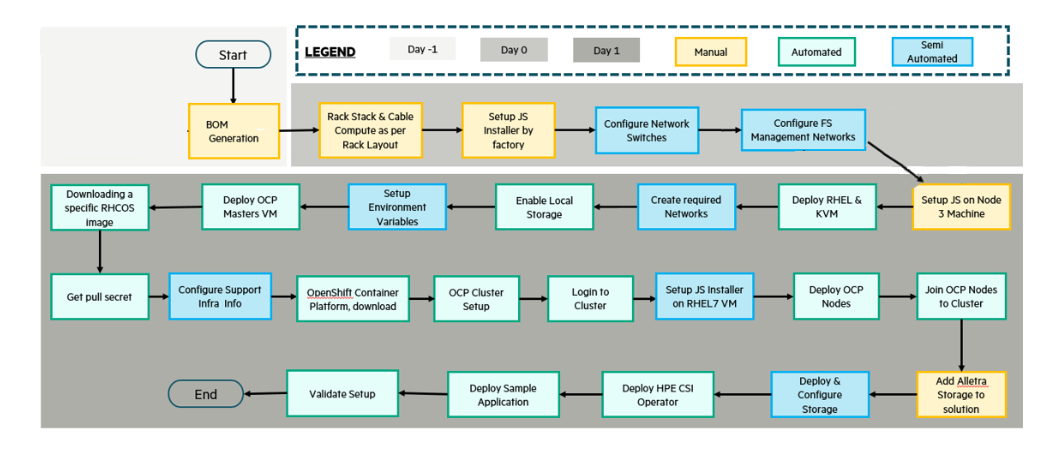 Start
LEGEND
Day -1
Day 0
Day 1
Manual
Automated
Semi
Automated
BOM
Generation
Rack Stack & Cable
Compute as per
Rack Layout
Setup JS
Installer by
factory
Configure Network
Switches
Configure FS
Management Networks
Setup JS on Node
3 Machine
Deploy RHEL &
KVM
Create required
Networks
Enable Local
Storage
Setup
Environment
Variables
Deploy OCP
Masters VM
Downloading a
specific RHCOS
image
Get pull secret
Configure Support
Infra Info
OpenShift Container
Platform, download
OCP Cluster
Setup
Login to
Cluster
Setup JS Installer
on RHEL7 VM
Deploy OCP
Nodes
Join OCP Nodes
to Cluster
Add Alletra
Storage to
solution
Deploy &
Configure
Storage
Deploy HPE CSI
Operator
Deploy Sample
Application
Validate Setup
End